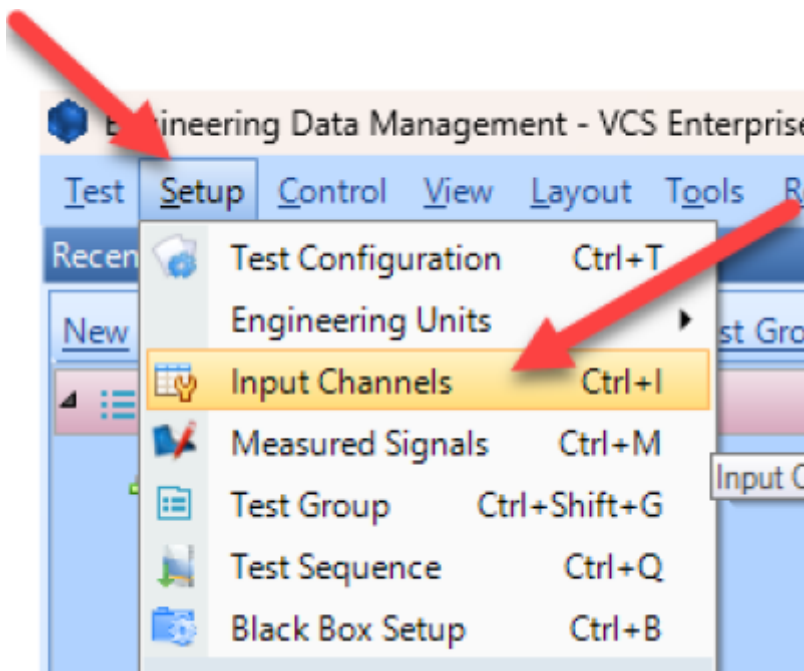 ineering Data Management - VCS Enterprise
Test Setup Control View Layout Tools
Recen
Test Configuration Ctrl+T
Engineering Units
New
st Gro
Input Channels Ctrl+I
Measured Signals Ctrl+M
Input C
Test Group Ctrl+Shift+G
Test Sequence Ctrl+Q
Black Box Setup Ctrl+B